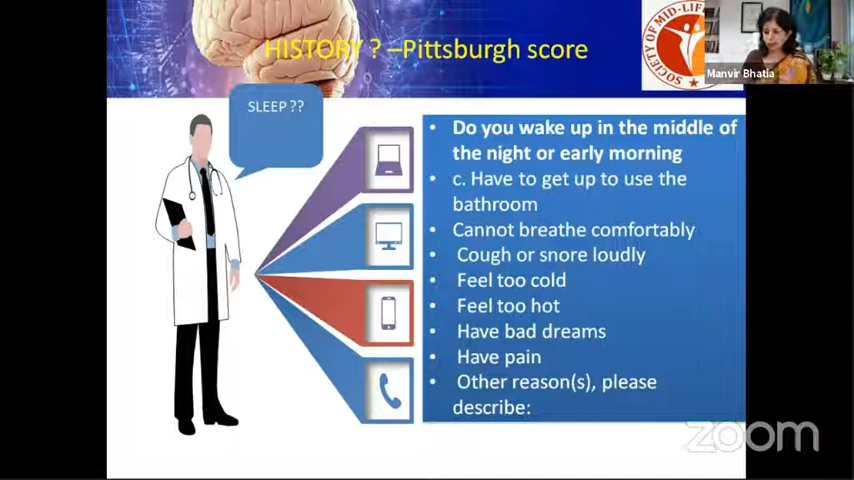 HISTORY ? –Pittsburgh score
SOCIETY OF MID-LIF
Manvir Bhatia
SLEEP ??
• Do you wake up in the middle of
the night or early morning
• c. Have to get up to use the
bathroom
• Cannot breathe comfortably
• Cough or snore loudly
• Feel too cold
• Feel too hot
• Have bad dreams
• Have pain
• Other reason(s), please
describe:
zoom